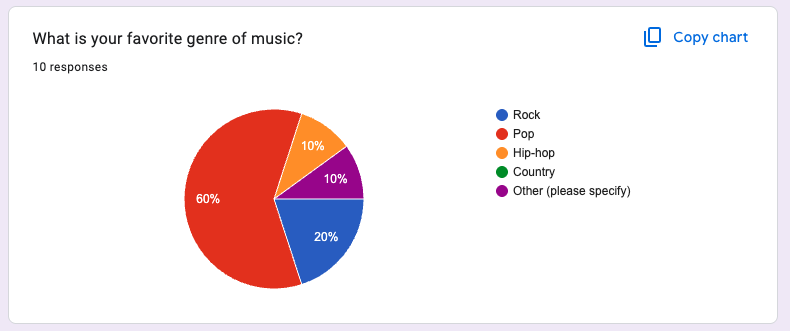 What is your favorite genre of music?
Copy chart
10 responses
Rock
Pop
Hip-hop
Country
Other (please specify)
10%
10%
60%
20%